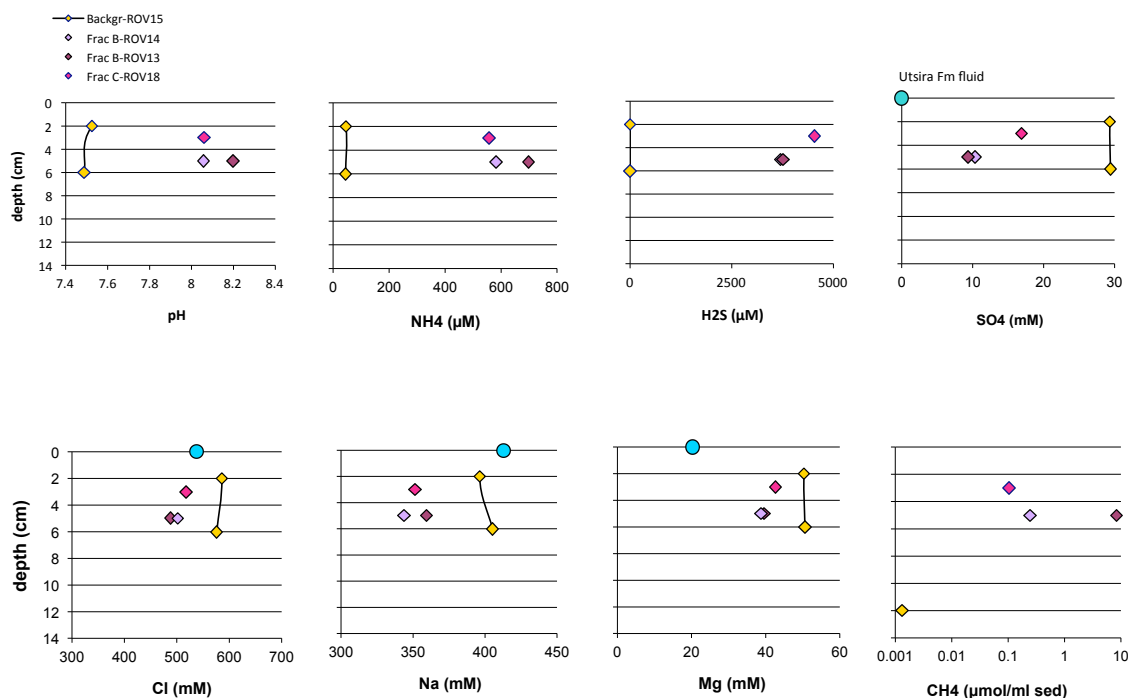 Backgr-ROV15
Frac B-ROV14
Frac B-ROV13
Frac C-ROV18
Utsira Fm fluid
depth (cm)
0
2
4
6
8
10
12
14
7.4 7.6 7.8 8 8.2 8.4
pH
0 200 400 600 800
NH4 (µM)
0 2500 5000
H2S (µM)
0 10 20 30
SO4 (mM)
depth (cm)
0
2
4
6
8
10
12
14
300 400 500 600 700
Cl (mM)
300 350 400 450
Na (mM)
0 20 40 60
Mg (mM)
0.001 0.01 0.1 1 10
CH4 (µmol/ml sed)